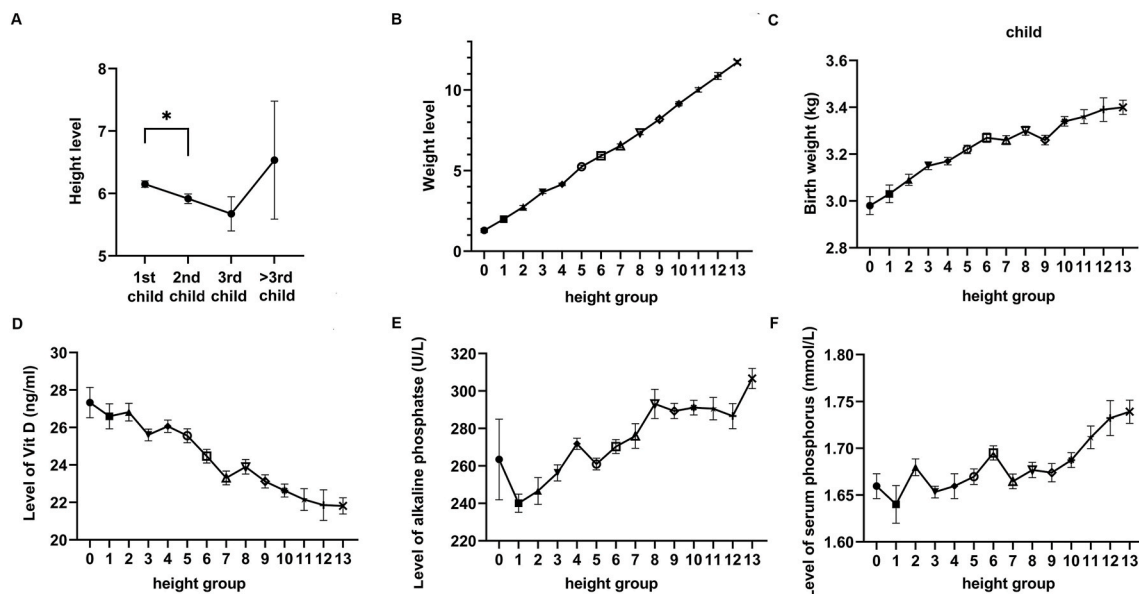 A
Height level
8
7
6
5
*
1st child
2nd child
3rd child
>3rd child
B
Weight level
10
5
0
0 1 2 3 4 5 6 7 8 9 10 11 12 13
height group
C
child
Birth weight (kg)
3.6
3.4
3.2
3.0
2.8
0 1 2 3 4 5 6 7 8 9 10 11 12 13
height group
D
Level of Vit D (ng/ml)
30
28
26
24
22
20
0 1 2 3 4 5 6 7 8 9 10 11 12 13
height group
E
Level of alkaline phosphatse (U/L)
320
300
280
260
240
220
0 1 2 3 4 5 6 7 8 9 10 11 12 13
height group
F
Level of serum phosphorus (mmol/L)
1.80
1.75
1.70
1.65
1.60
0 1 2 3 4 5 6 7 8 9 10 11 12 13
height group